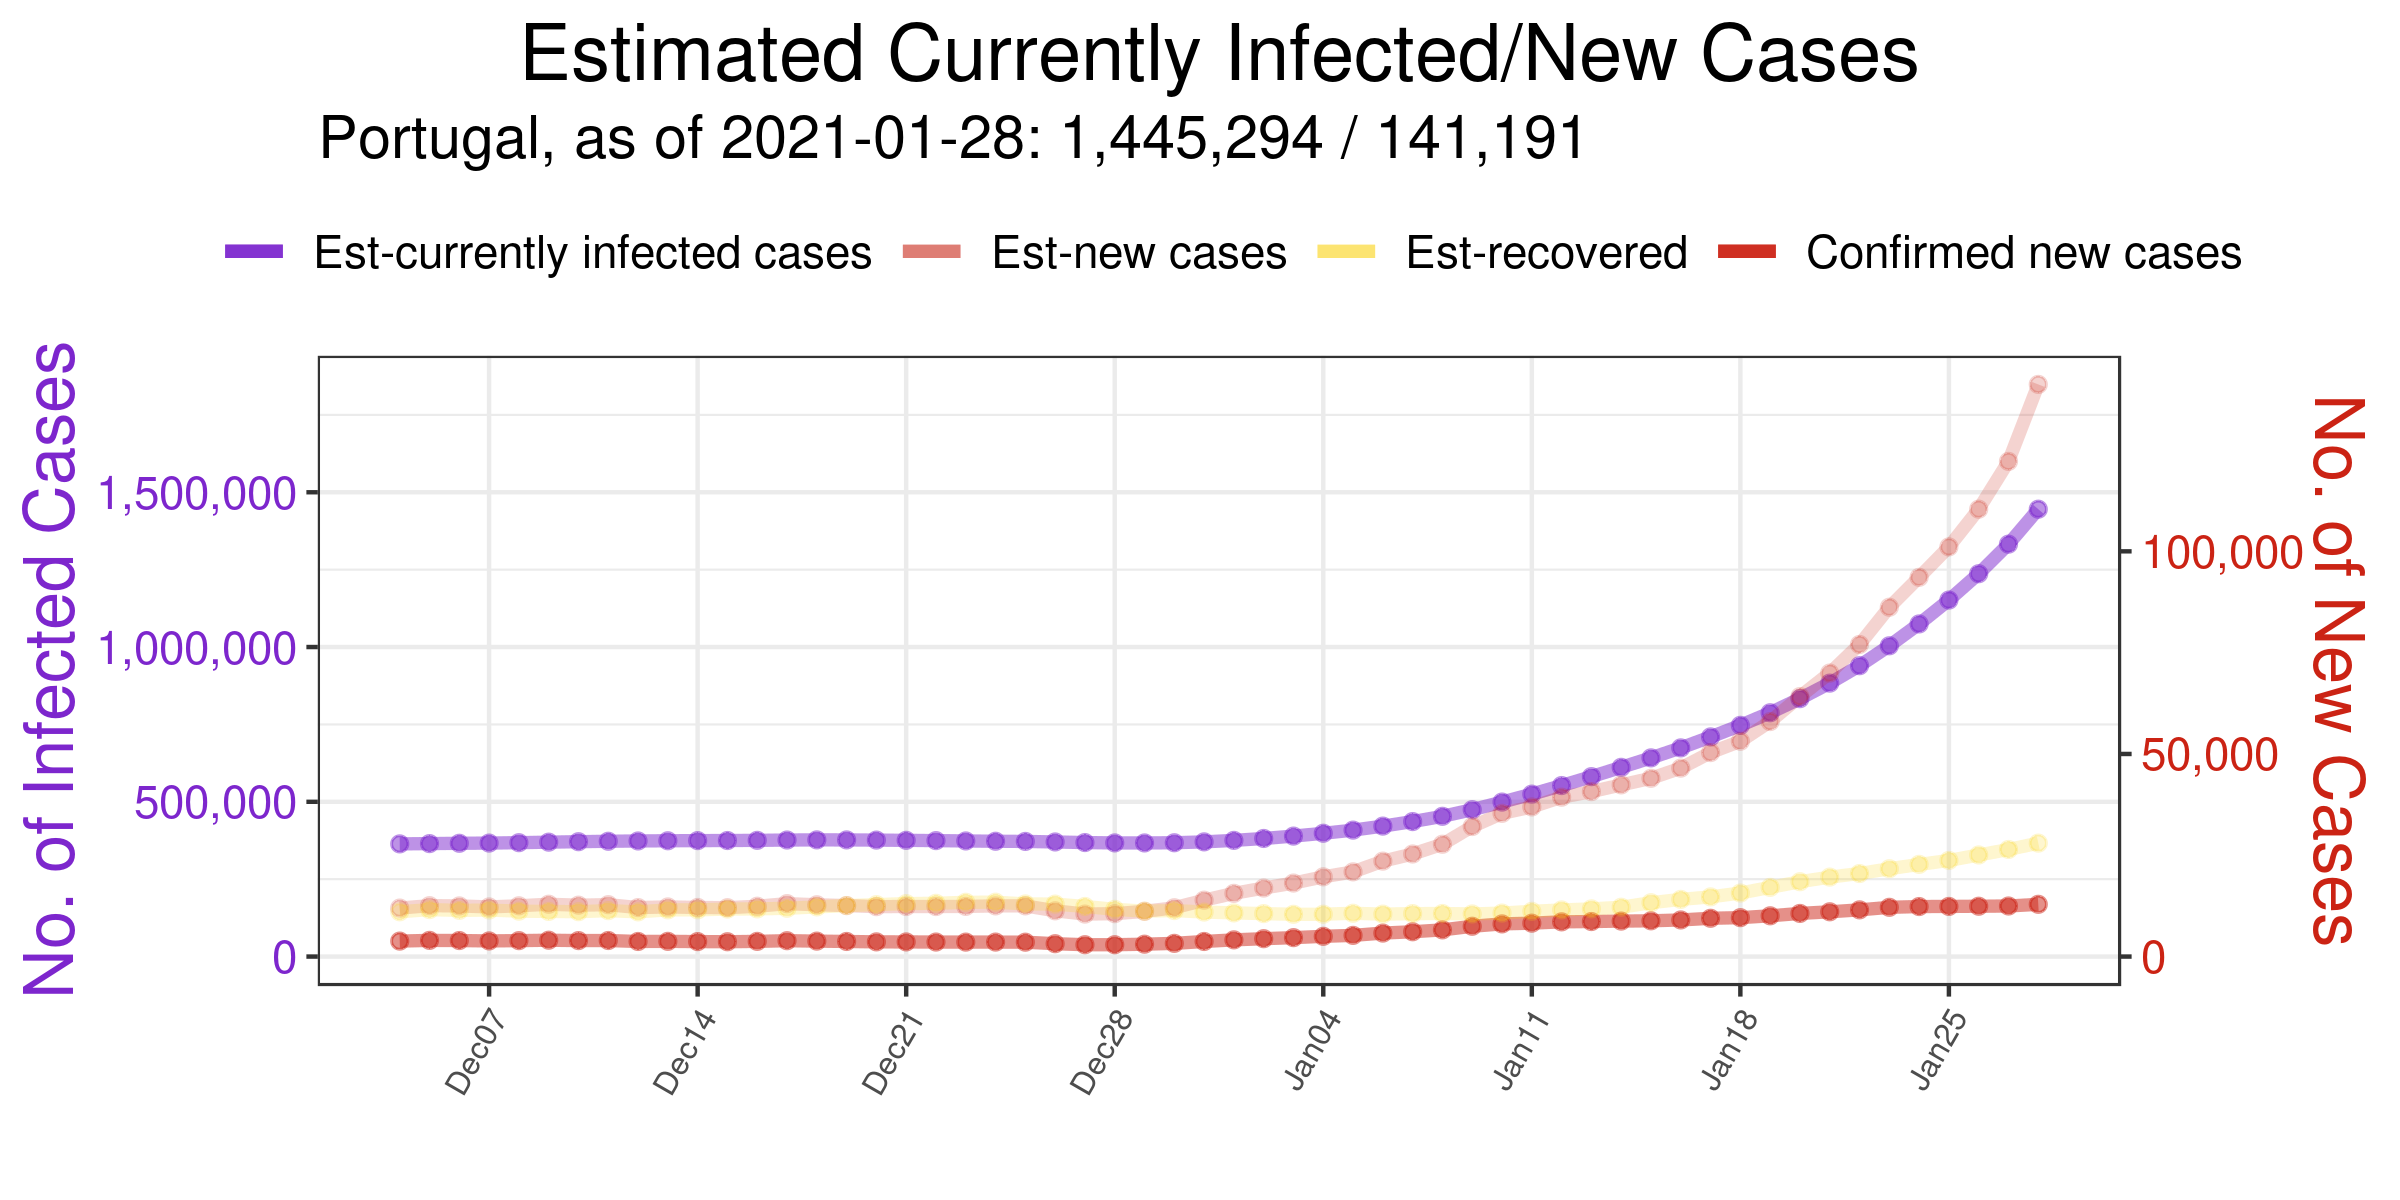 Estimated Currently Infected/New Cases
Portugal, as of 2021-01-28: 1,445,294 / 141,191
Est-currently infected cases Est-new cases Est-recovered Confirmed new cases
No. of Infected Cases
1,500,000
1,000,000
500,000
0
100,000
50,000
0
No. of New Cases
Dec07 Dec14 Dec21 Dec28 Jan04 Jan11 Jan18 Jan25